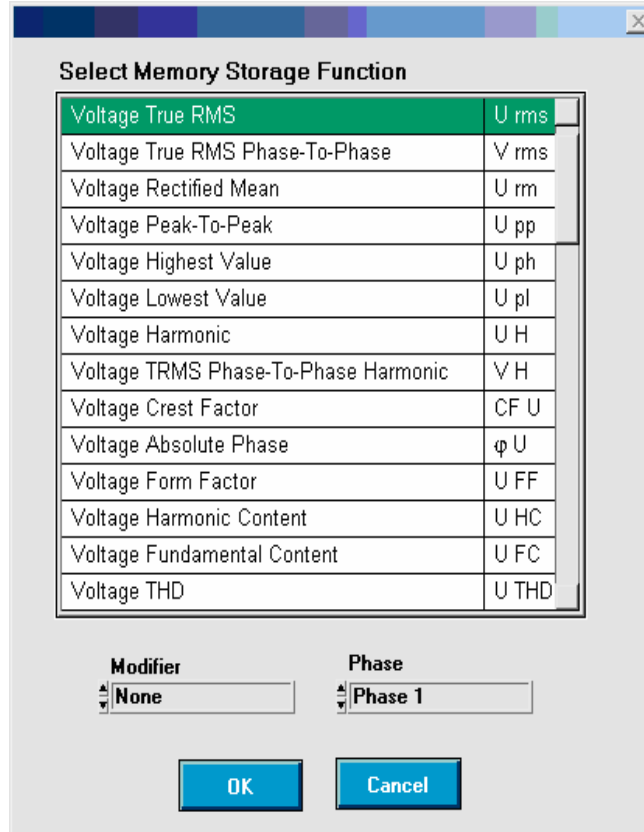 Select Memory Storage Function
Voltage True RMS U rms
Voltage True RMS Phase-To-Phase V rms
Voltage Rectified Mean U rm
Voltage Peak-To-Peak U pp
Voltage Highest Value U ph
Voltage Lowest Value U pl
Voltage Harmonic U H
Voltage TRMS Phase-To-Phase Harmonic V H
Voltage Crest Factor CF U
Voltage Absolute Phase φ U
Voltage Form Factor U FF
Voltage Harmonic Content U HC
Voltage Fundamental Content U FC
Voltage THD U THD
Modifier Phase
None Phase 1
OK Cancel